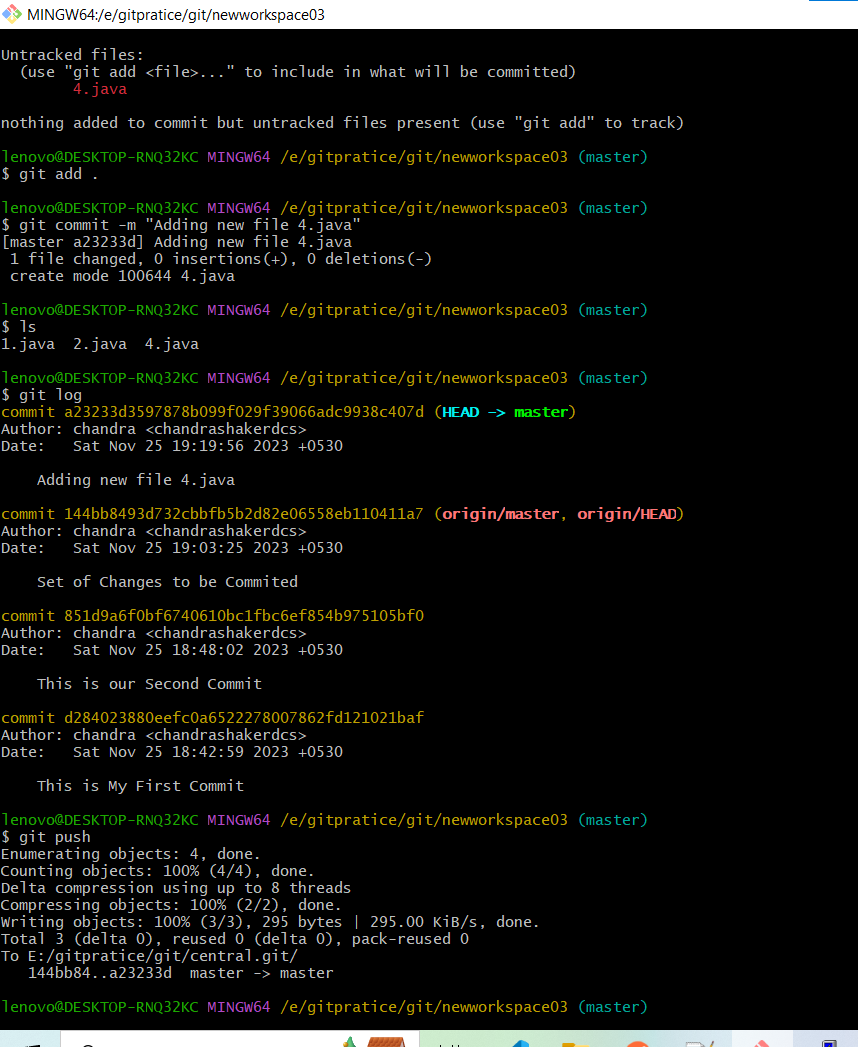 MINGW64:/e/gitpratice/git/newworkspace03
Untracked files:
  (use "git add <file>..." to include in what will be committed)
        4.java
nothing added to commit but untracked files present (use "git add" to track)
lenovo@DESKTOP-RNQ32KC MINGW64 /e/gitpratice/git/newworkspace03 (master)
$ git add .
lenovo@DESKTOP-RNQ32KC MINGW64 /e/gitpratice/git/newworkspace03 (master)
$ git commit -m "Adding new file 4.java"
[master a23233d] Adding new file 4.java
 1 file changed, 0 insertions(+), 0 deletions(-)
 create mode 100644 4.java
lenovo@DESKTOP-RNQ32KC MINGW64 /e/gitpratice/git/newworkspace03 (master)
$ ls
1.java  2.java  4.java
lenovo@DESKTOP-RNQ32KC MINGW64 /e/gitpratice/git/newworkspace03 (master)
$ git log
commit a23233d3597878b099f029f39066adc9938c407d (HEAD -> master)
Author: chandra <chandrashakerdcs>
Date:   Sat Nov 25 19:19:56 2023 +0530
    Adding new file 4.java
commit 144bb8493d732cbbfb5b2d82e06558eb110411a7 (origin/master, origin/HEAD)
Author: chandra <chandrashakerdcs>
Date:   Sat Nov 25 19:03:25 2023 +0530
    Set of Changes to be Commited
commit 851d9a6f0bf6740610bc1fbc6ef854b975105bf0
Author: chandra <chandrashakerdcs>
Date:   Sat Nov 25 18:48:02 2023 +0530
    This is our Second Commit
commit d284023880eefc0a6522278007862fd121021baf
Author: chandra <chandrashakerdcs>
Date:   Sat Nov 25 18:42:59 2023 +0530
    This is My First Commit
lenovo@DESKTOP-RNQ32KC MINGW64 /e/gitpratice/git/newworkspace03 (master)
$ git push
Enumerating objects: 4, done.
Counting objects: 100% (4/4), done.
Delta compression using up to 8 threads
Compressing objects: 100% (2/2), done.
Writing objects: 100% (3/3), 295 bytes | 295.00 KiB/s, done.
Total 3 (delta 0), reused 0 (delta 0), pack-reused 0
To E:/gitpratice/git/central.git/
   144bb84..a23233d  master -> master
lenovo@DESKTOP-RNQ32KC MINGW64 /e/gitpratice/git/newworkspace03 (master)